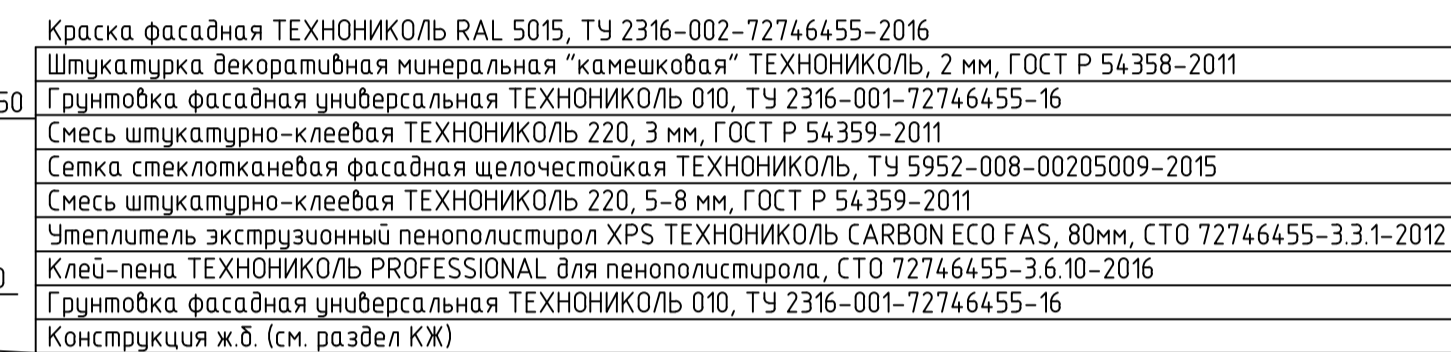 Краска фасадная ТЕХНОНИКОЛЬ RAL 5015, ТУ 2316-002-72746455-2016
Штукатурка декоративная минеральная "камешковая" ТЕХНОНИКОЛЬ, 2 мм, ГОСТ Р 54358-2011
50 Грунтовка фасадная универсальная ТЕХНОНИКОЛЬ 010, ТУ 2316-001-72746455-16
Смесь штукатурно-клеевая ТЕХНОНИКОЛЬ 220, 3 мм, ГОСТ Р 54359-2011
Сетка стеклотканевая фасадная щелочестойкая ТЕХНОНИКОЛЬ, ТУ 5952-008-00205009-2015
Смесь штукатурно-клеевая ТЕХНОНИКОЛЬ 220, 5-8 мм, ГОСТ Р 54359-2011
Утеплитель экструзионный пенополистирол XPS ТЕХНОНИКОЛЬ CARBON ECO FAS, 80мм, СТО 72746455-3.3.1-2012
Клей-пена ТЕХНОНИКОЛЬ PROFESSIONAL для пенополистирола, СТО 72746455-3.6.10-2016
Грунтовка фасадная универсальная ТЕХНОНИКОЛЬ 010, ТУ 2316-001-72746455-16
Конструкция ж.б. (см. раздел КЖ)